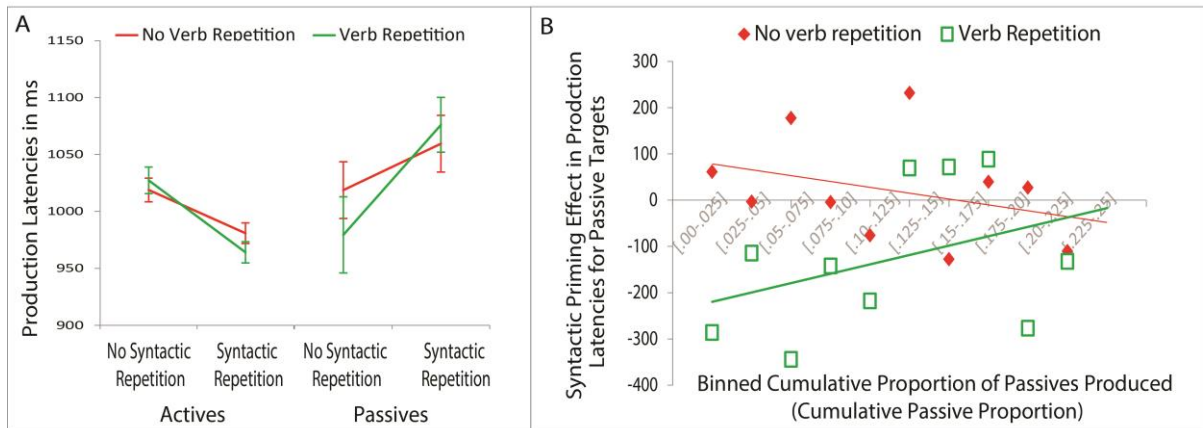 A
No Verb Repetition Verb Repetition
Production Latencies in ms
1150
1100
1050
1000
950
900
No Syntactic Repetition
Syntactic Repetition
No Syntactic Repetition
Syntactic Repetition
Actives
Passives
B
No verb repetition Verb Repetition
Syntactic Priming Effect in Prodction
Latencies for Passive Targets
300
200
100
0
-100
-200
-300
-400
[.00-.025]
[.025-.05]
[.05-.075]
[.075-.10]
[.10-.125]
[.125-.15]
[.15-.175]
[.175-.20]
[.20-.225]
[.225-.25]
Binned Cumulative Proportion of Passives Produced
(Cumulative Passive Proportion)